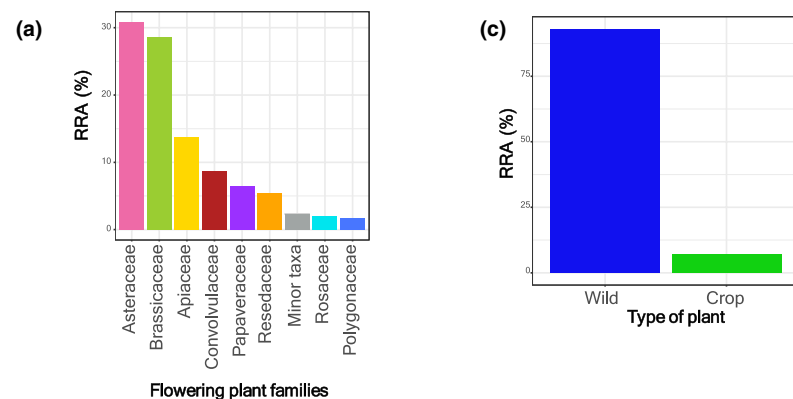 (a)
RRA (%)
30
20
10
0
Asteraceae
Brassicaceae
Apiaceae
Convolvulaceae
Papaveraceae
Resedaceae
Minor taxa
Rosaceae
Polygonaceae
Flowering plant families
(c)
RRA (%)
75
50
25
0
Wild
Crop
Type of plant